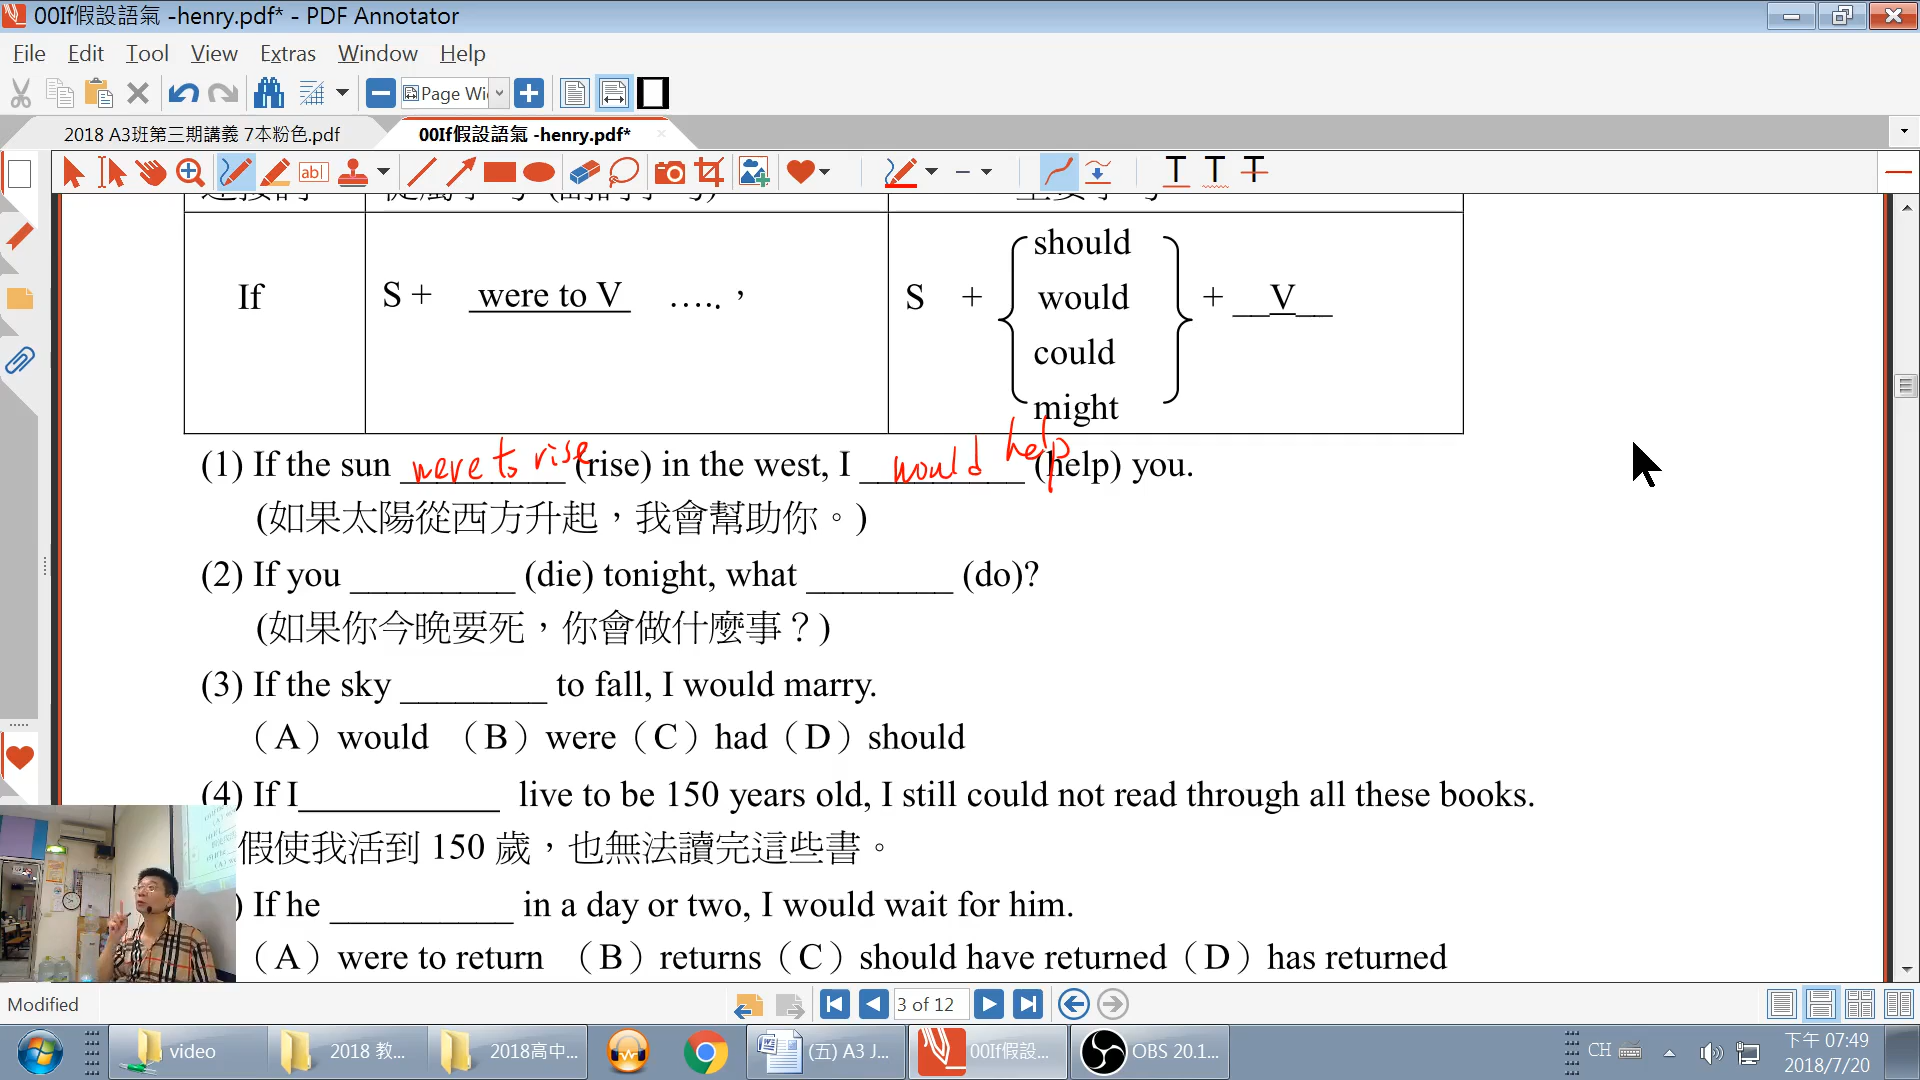 00If假設語氣 -henry.pdf* - PDF Annotator
File Edit Tool View Extras Window Help
Page Wi
2018 A3班第三期講義 7本粉色.pdf
00If假設語氣 -henry.pdf*
If
S + were to V …..，
S + should would could might + __V__
(1) If the sun were to rise (rise) in the west, I would help (help) you.
(如果太陽從西方升起，我會幫助你。)
(2) If you _________ (die) tonight, what ________ (do)?
(如果你今晚要死，你會做什麼事？)
(3) If the sky ________ to fall, I would marry.
（A）would （B）were（C）had（D）should
(4) If I___________ live to be 150 years old, I still could not read through all these books.
假使我活到 150 歲，也無法讀完這些書。
) If he __________ in a day or two, I would wait for him.
（A）were to return （B）returns（C）should have returned（D）has returned
Modified
3 of 12
video
2018 教...
2018高中...
(五) A3 J...
00If假設...
OBS 20.1...
CH
下午 07:49
2018/7/20